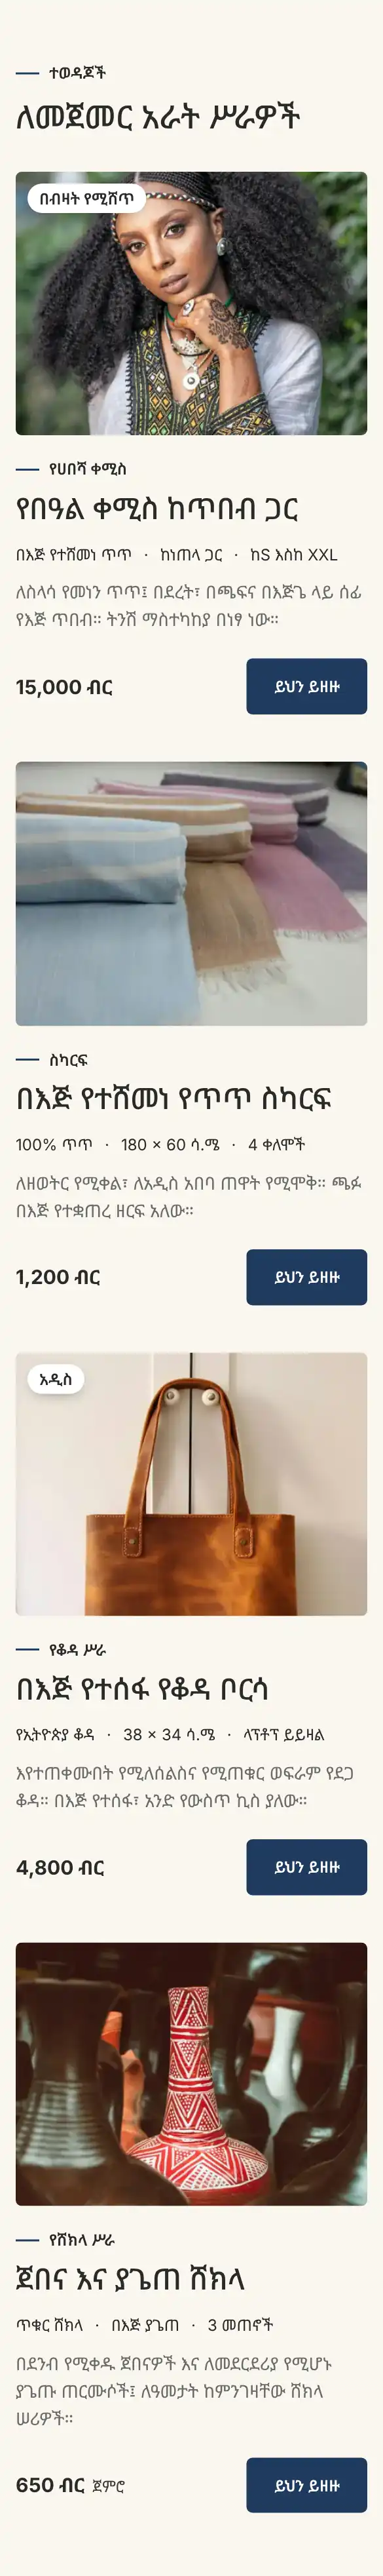 ተወዳጆች
ለመጀመር አራት ሥራዎች
በብዛት የሚሸጥ
የሀበሻ ቀሚስ
የበዓል ቀሚስ ከጥበብ ጋር
በእጅ የተሸመነ ጥጥ · ከነጠላ ጋር · ከS እስከ XXL
ለስላሳ የመነን ጥጥ፤ በደረት፣ በጫፍና በእጅጌ ላይ ሰፊ
የእጅ ጥበብ። ትንሽ ማስተካከያ በነፃ ነው።
15,000 ብር
ይህን ይዘዙ
ስካርፍ
በእጅ የተሸመነ የጥጥ ስካርፍ
100% ጥጥ · 180 × 60 ሳ.ሜ · 4 ቀለሞች
ለዘወትር የሚቀል፣ ለአዲስ አበባ ጠዋት የሚሞቅ። ጫፉ
በእጅ የተቋጠረ ዘርፍ አለው።
1,200 ብር
ይህን ይዘዙ
አዲስ
የቆዳ ሥራ
በእጅ የተሰፋ የቆዳ ቦርሳ
የኢትዮጵያ ቆዳ · 38 × 34 ሳ.ሜ · ላፕቶፕ ይይዛል
እየተጠቀሙበት የሚለሰልስና የሚጠቁር ወፍራም የደጋ
ቆዳ። በእጅ የተሰፋ፣ አንድ የውስጥ ኪስ ያለው።
4,800 ብር
ይህን ይዘዙ
የሸክላ ሥራ
ጀበና እና ያጌጠ ሸክላ
ጥቁር ሸክላ · በእጅ ያጌጠ · 3 መጠኖች
በደንብ የሚቀዱ ጀበናዎች እና ለመደርደሪያ የሚሆኑ
ያጌጡ ጠርሙሶች፤ ለዓመታት ከምንገዛቸው ሸክላ
ሠሪዎች።
650 ብር ጀምሮ
ይህን ይዘዙ